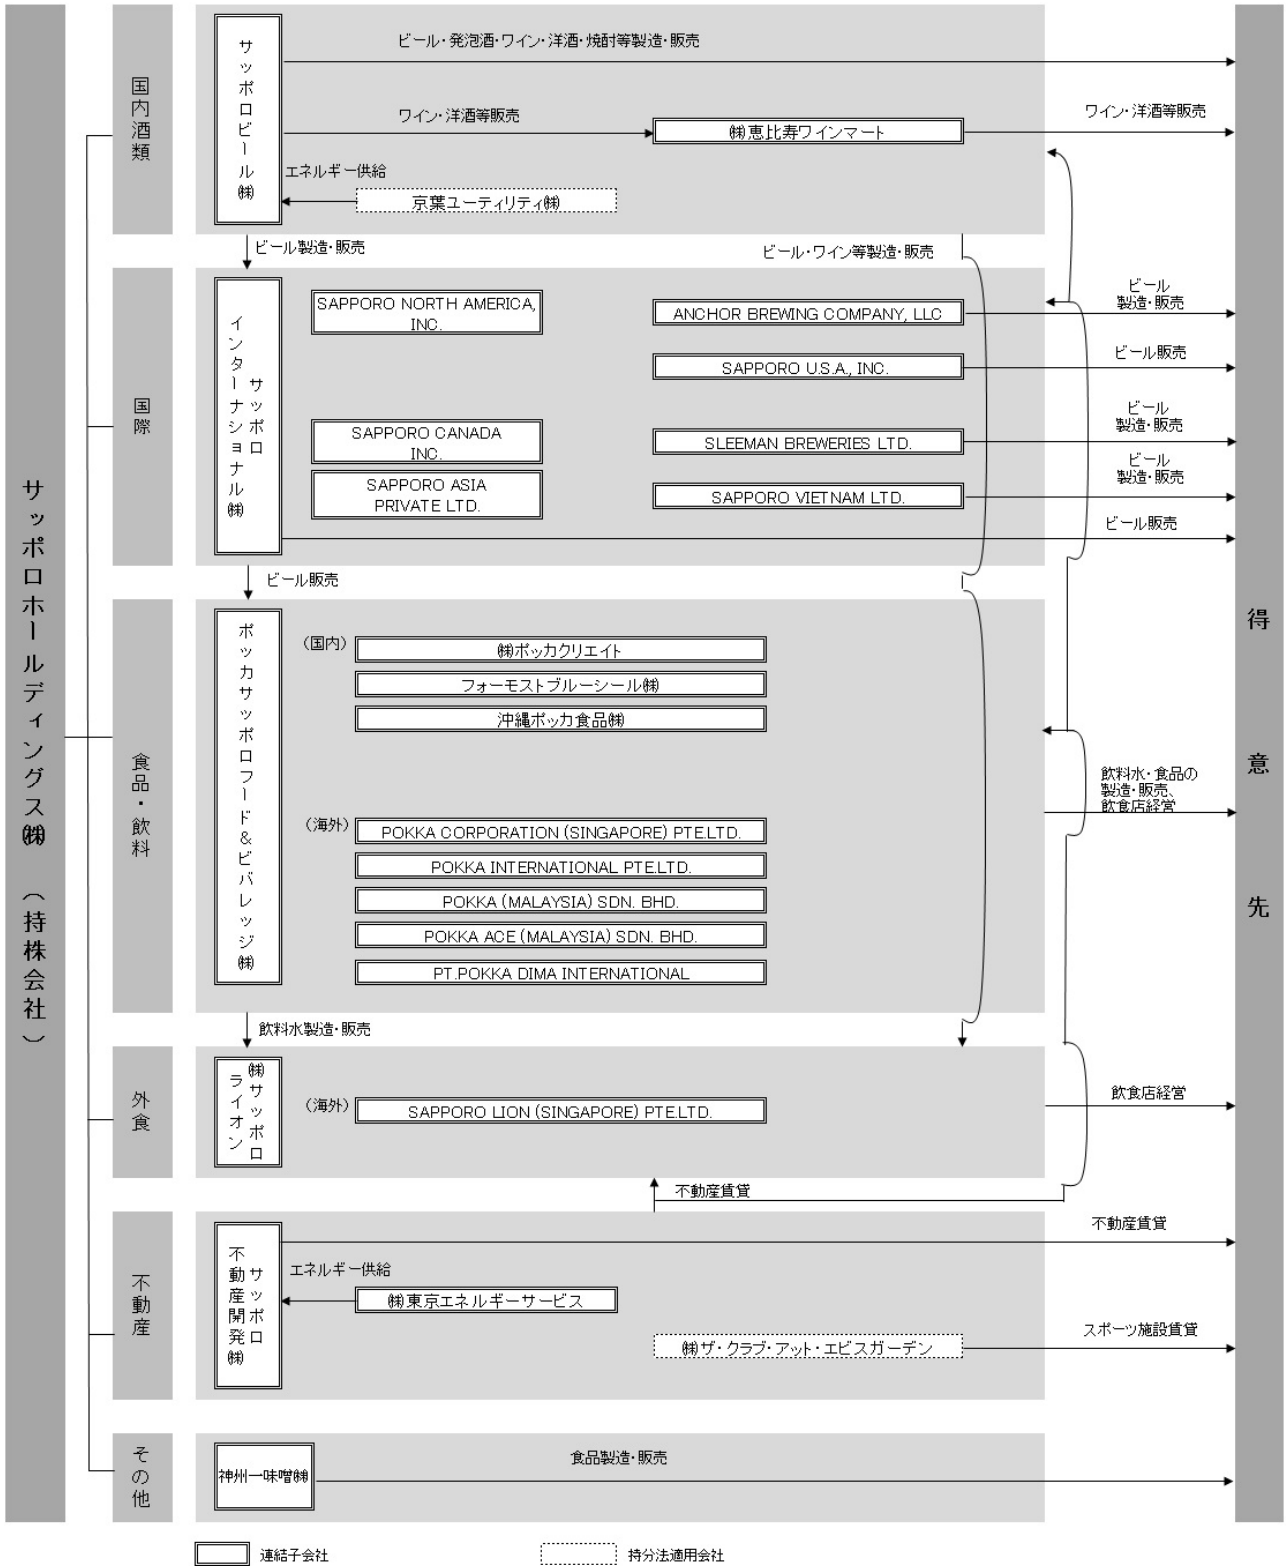 サッポロホールディングス㈱　（持株会社）
国内酒類
サッポロビール㈱
ビール・発泡酒・ワイン・洋酒・焼酎等製造・販売
ワイン・洋酒等販売
㈱恵比寿ワインマート
ワイン・洋酒等販売
エネルギー供給
京葉ユーティリティ㈱
ビール製造・販売
ビール・ワイン等製造・販売
国際
サッポロ
インターナショナル㈱
SAPPORO NORTH AMERICA,
INC.
ANCHOR BREWING COMPANY, LLC
ビール
製造・販売
SAPPORO U.S.A., INC.
ビール販売
SAPPORO CANADA
INC.
SLEEMAN BREWERIES LTD.
ビール
製造・販売
SAPPORO ASIA
PRIVATE LTD.
SAPPORO VIETNAM LTD.
ビール
製造・販売
ビール販売
ビール販売
食品・飲料
ポッカサッポロフード&ビバレッジ㈱
（国内）
㈱ポッカクリエイト
フォーモストブルーシール㈱
沖縄ポッカ食品㈱
飲料水・食品の
製造・販売、
飲食店経営
（海外）
POKKA CORPORATION (SINGAPORE) PTE.LTD.
POKKA INTERNATIONAL PTE.LTD.
POKKA (MALAYSIA) SDN. BHD.
POKKA ACE (MALAYSIA) SDN. BHD.
PT.POKKA DIMA INTERNATIONAL
飲料水製造・販売
外食
㈱サッポロ
ライオン
（海外）
SAPPORO LION (SINGAPORE) PTE.LTD.
飲食店経営
不動産賃貸
不動産
サッポロ
不動産開発㈱
不動産賃貸
エネルギー供給
㈱東京エネルギーサービス
㈱ザ・クラブ・アット・エビスガーデン
スポーツ施設賃貸
その他
神州一味噌㈱
食品製造・販売
得意先
連結子会社
持分法適用会社